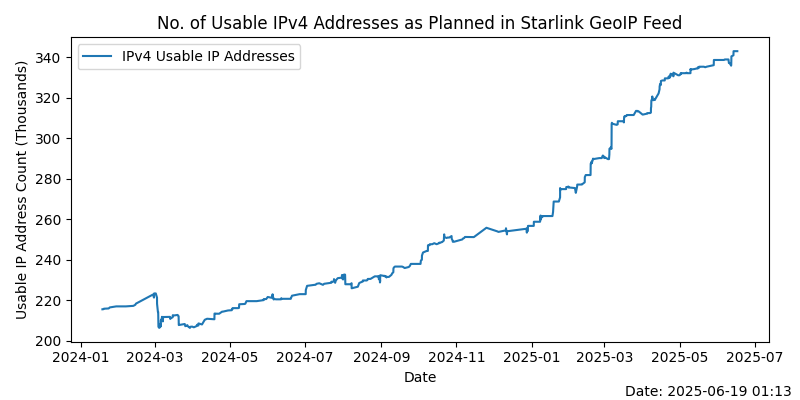 No. of Usable IPv4 Addresses as Planned in Starlink GeoIP Feed
IPv4 Usable IP Addresses
Usable IP Address Count (Thousands)
340
320
300
280
260
240
220
200
2024-01 2024-03 2024-05 2024-07 2024-09 2024-11 2025-01 2025-03 2025-05 2025-07
Date
Date: 2025-06-19 01:13